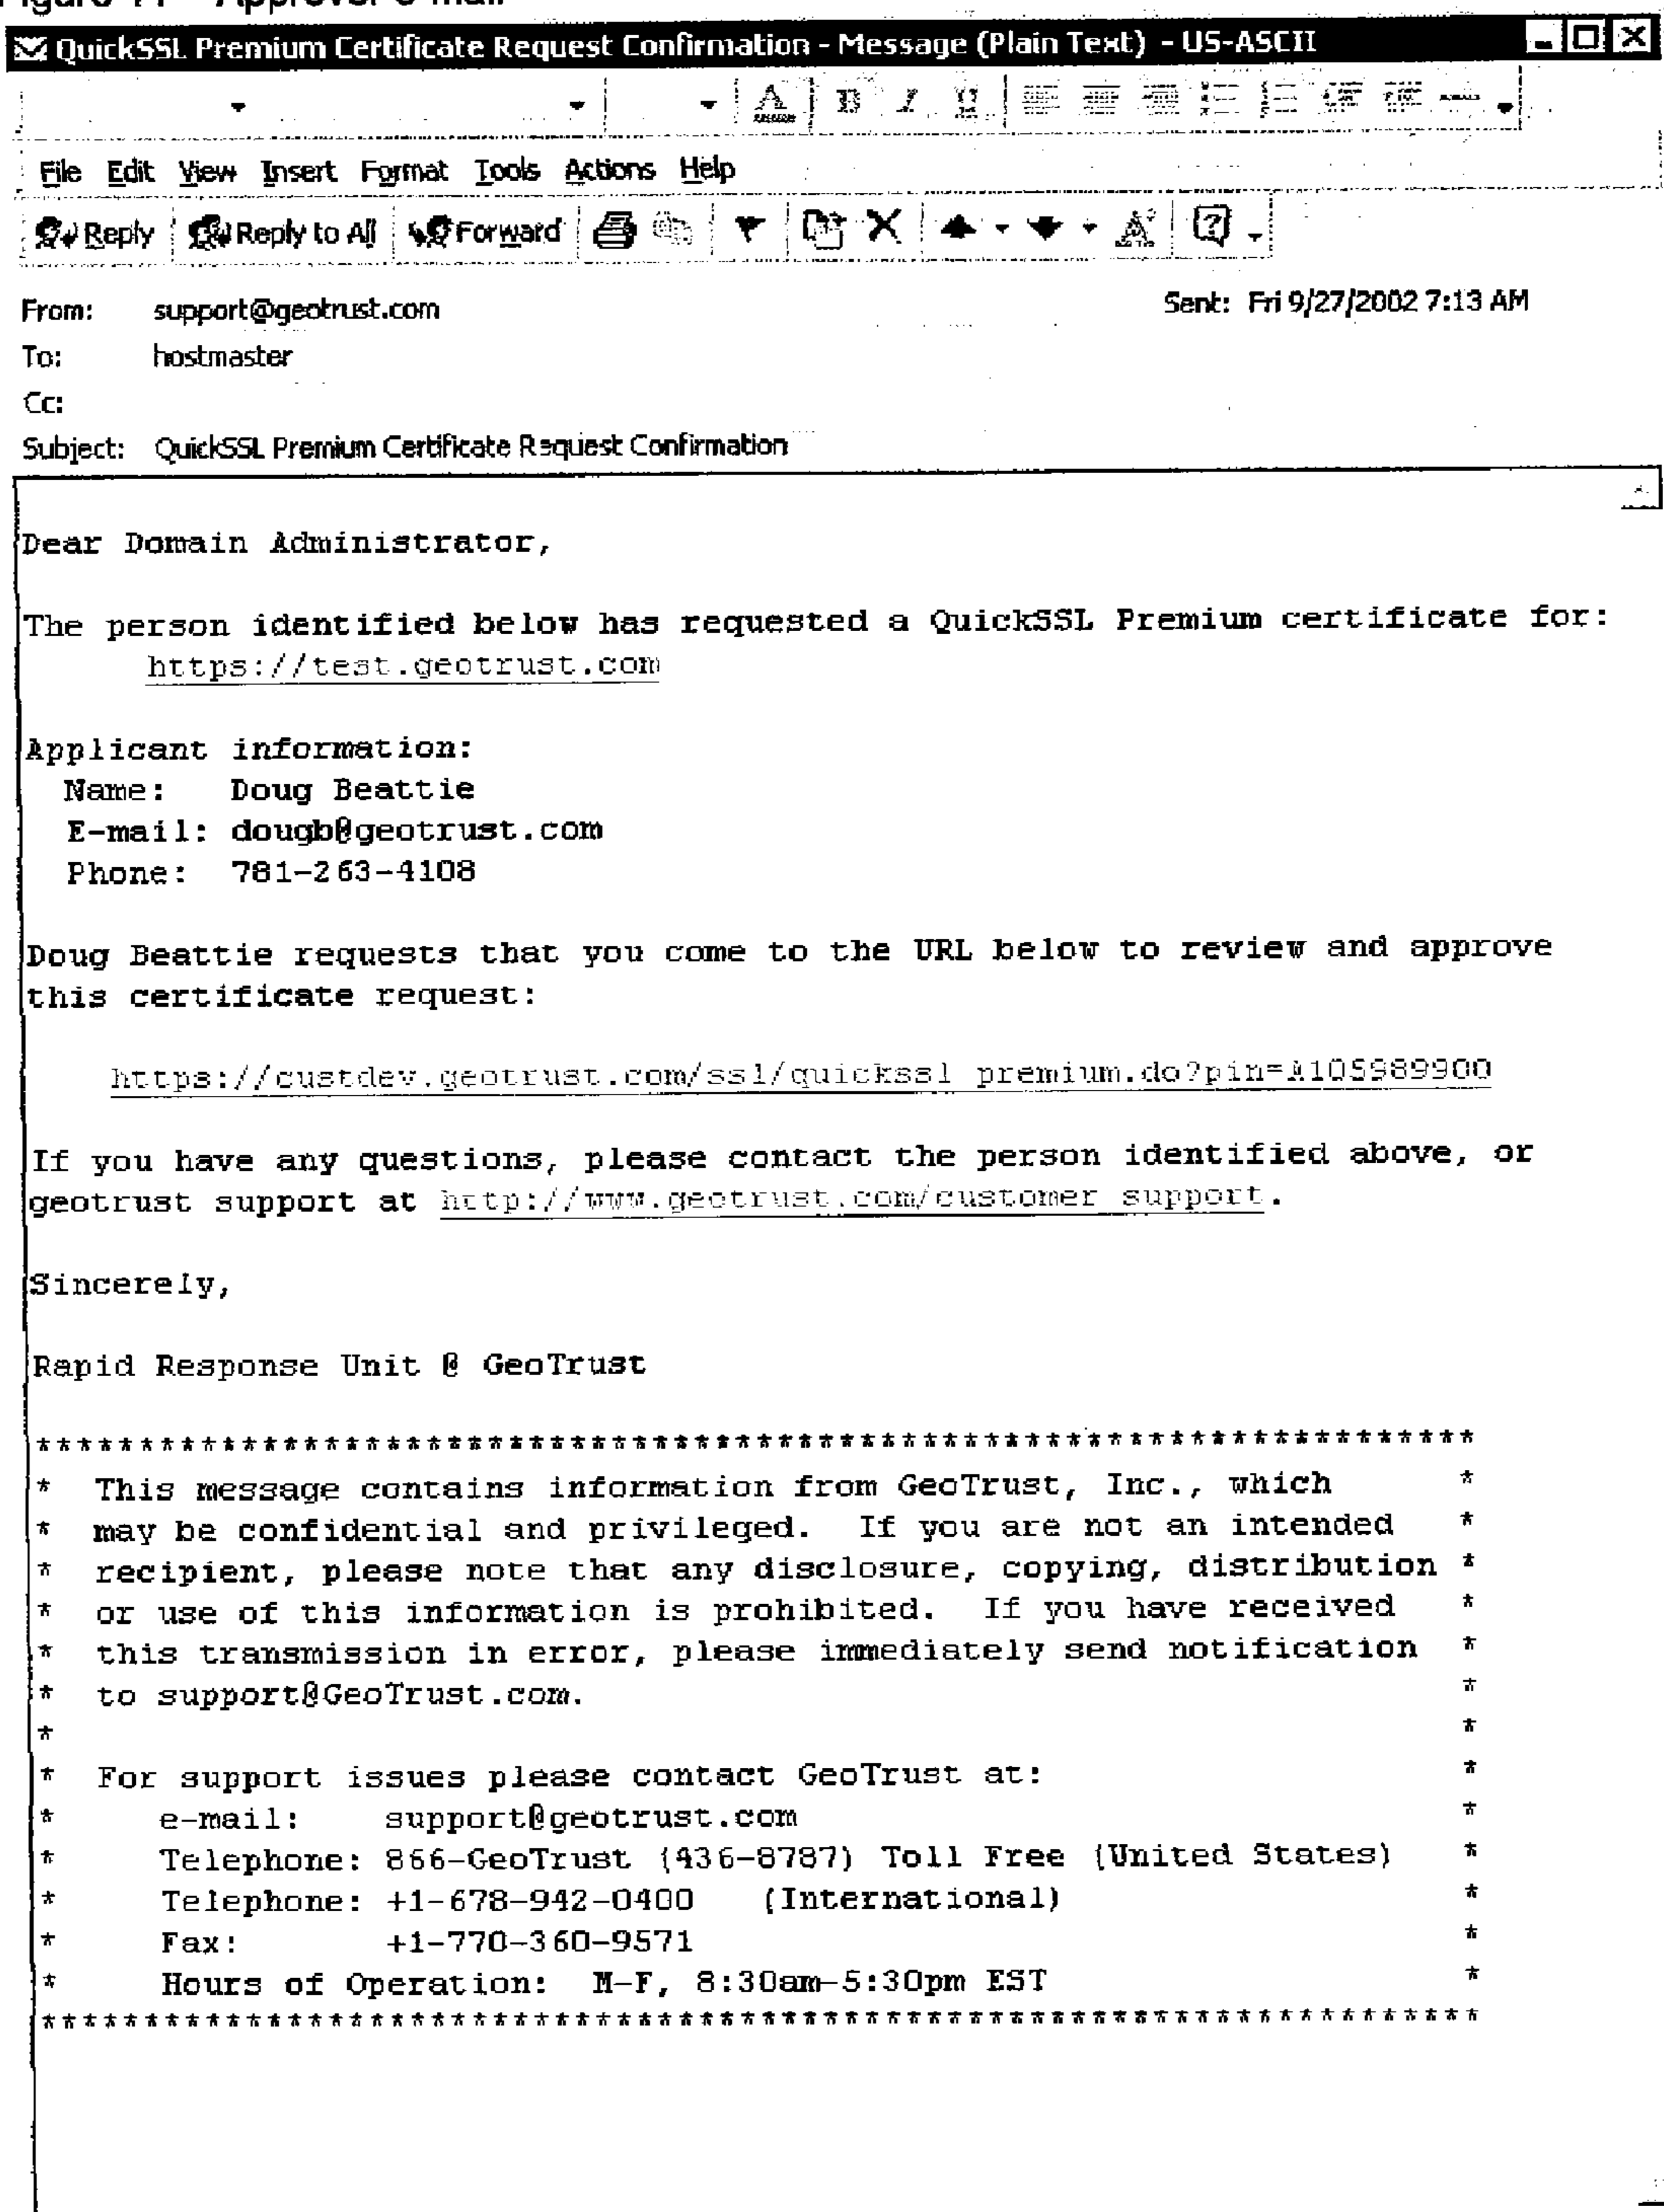 Approver e-mail
QuickSSL Premium Certificate Request Confirmation - Message (Plain Text) - US-ASCII
A B I U
File Edit View Insert Format Tools Actions Help
Reply Reply to All Forward
From: support@geotrust.com Sent: Fri 9/27/2002 7:13 AM
To: hostmaster
Cc:
Subject: QuickSSL Premium Certificate Request Confirmation
Dear Domain Administrator,
The person identified below has requested a QuickSSL Premium certificate for:
https://test.geotrust.com
Applicant information:
Name: Doug Beattie
E-mail: dougb@geotrust.com
Phone: 781-263-4108
Doug Beattie requests that you come to the URL below to review and approve
this certificate request:
https://custdev.geotrust.com/ssl/quickssl_premium.do?pin=A105989900
If you have any questions, please contact the person identified above, or
geotrust support at http://www.geotrust.com/customer_support.
Sincerely,
Rapid Response Unit @ GeoTrust
**********************************************************************
* This message contains information from GeoTrust, Inc., which *
* may be confidential and privileged. If you are not an intended *
* recipient, please note that any disclosure, copying, distribution *
* or use of this information is prohibited. If you have received *
* this transmission in error, please immediately send notification *
* to support@GeoTrust.com. *
* *
* For support issues please contact GeoTrust at: *
* e-mail: support@geotrust.com *
* Telephone: 866-GeoTrust (436-8787) Toll Free (United States) *
* Telephone: +1-678-942-0400 (International) *
* Fax: +1-770-360-9571 *
* Hours of Operation: M-F, 8:30am-5:30pm EST *
**********************************************************************